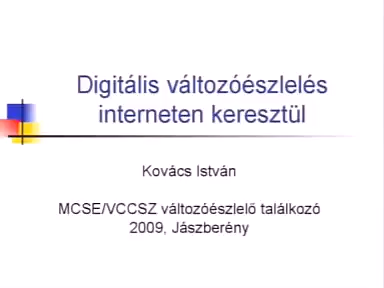 Digitális változóészlelés
interneten keresztül
Kovács István
MCSE/VCCSZ változóészlelő találkozó
2009, Jászberény